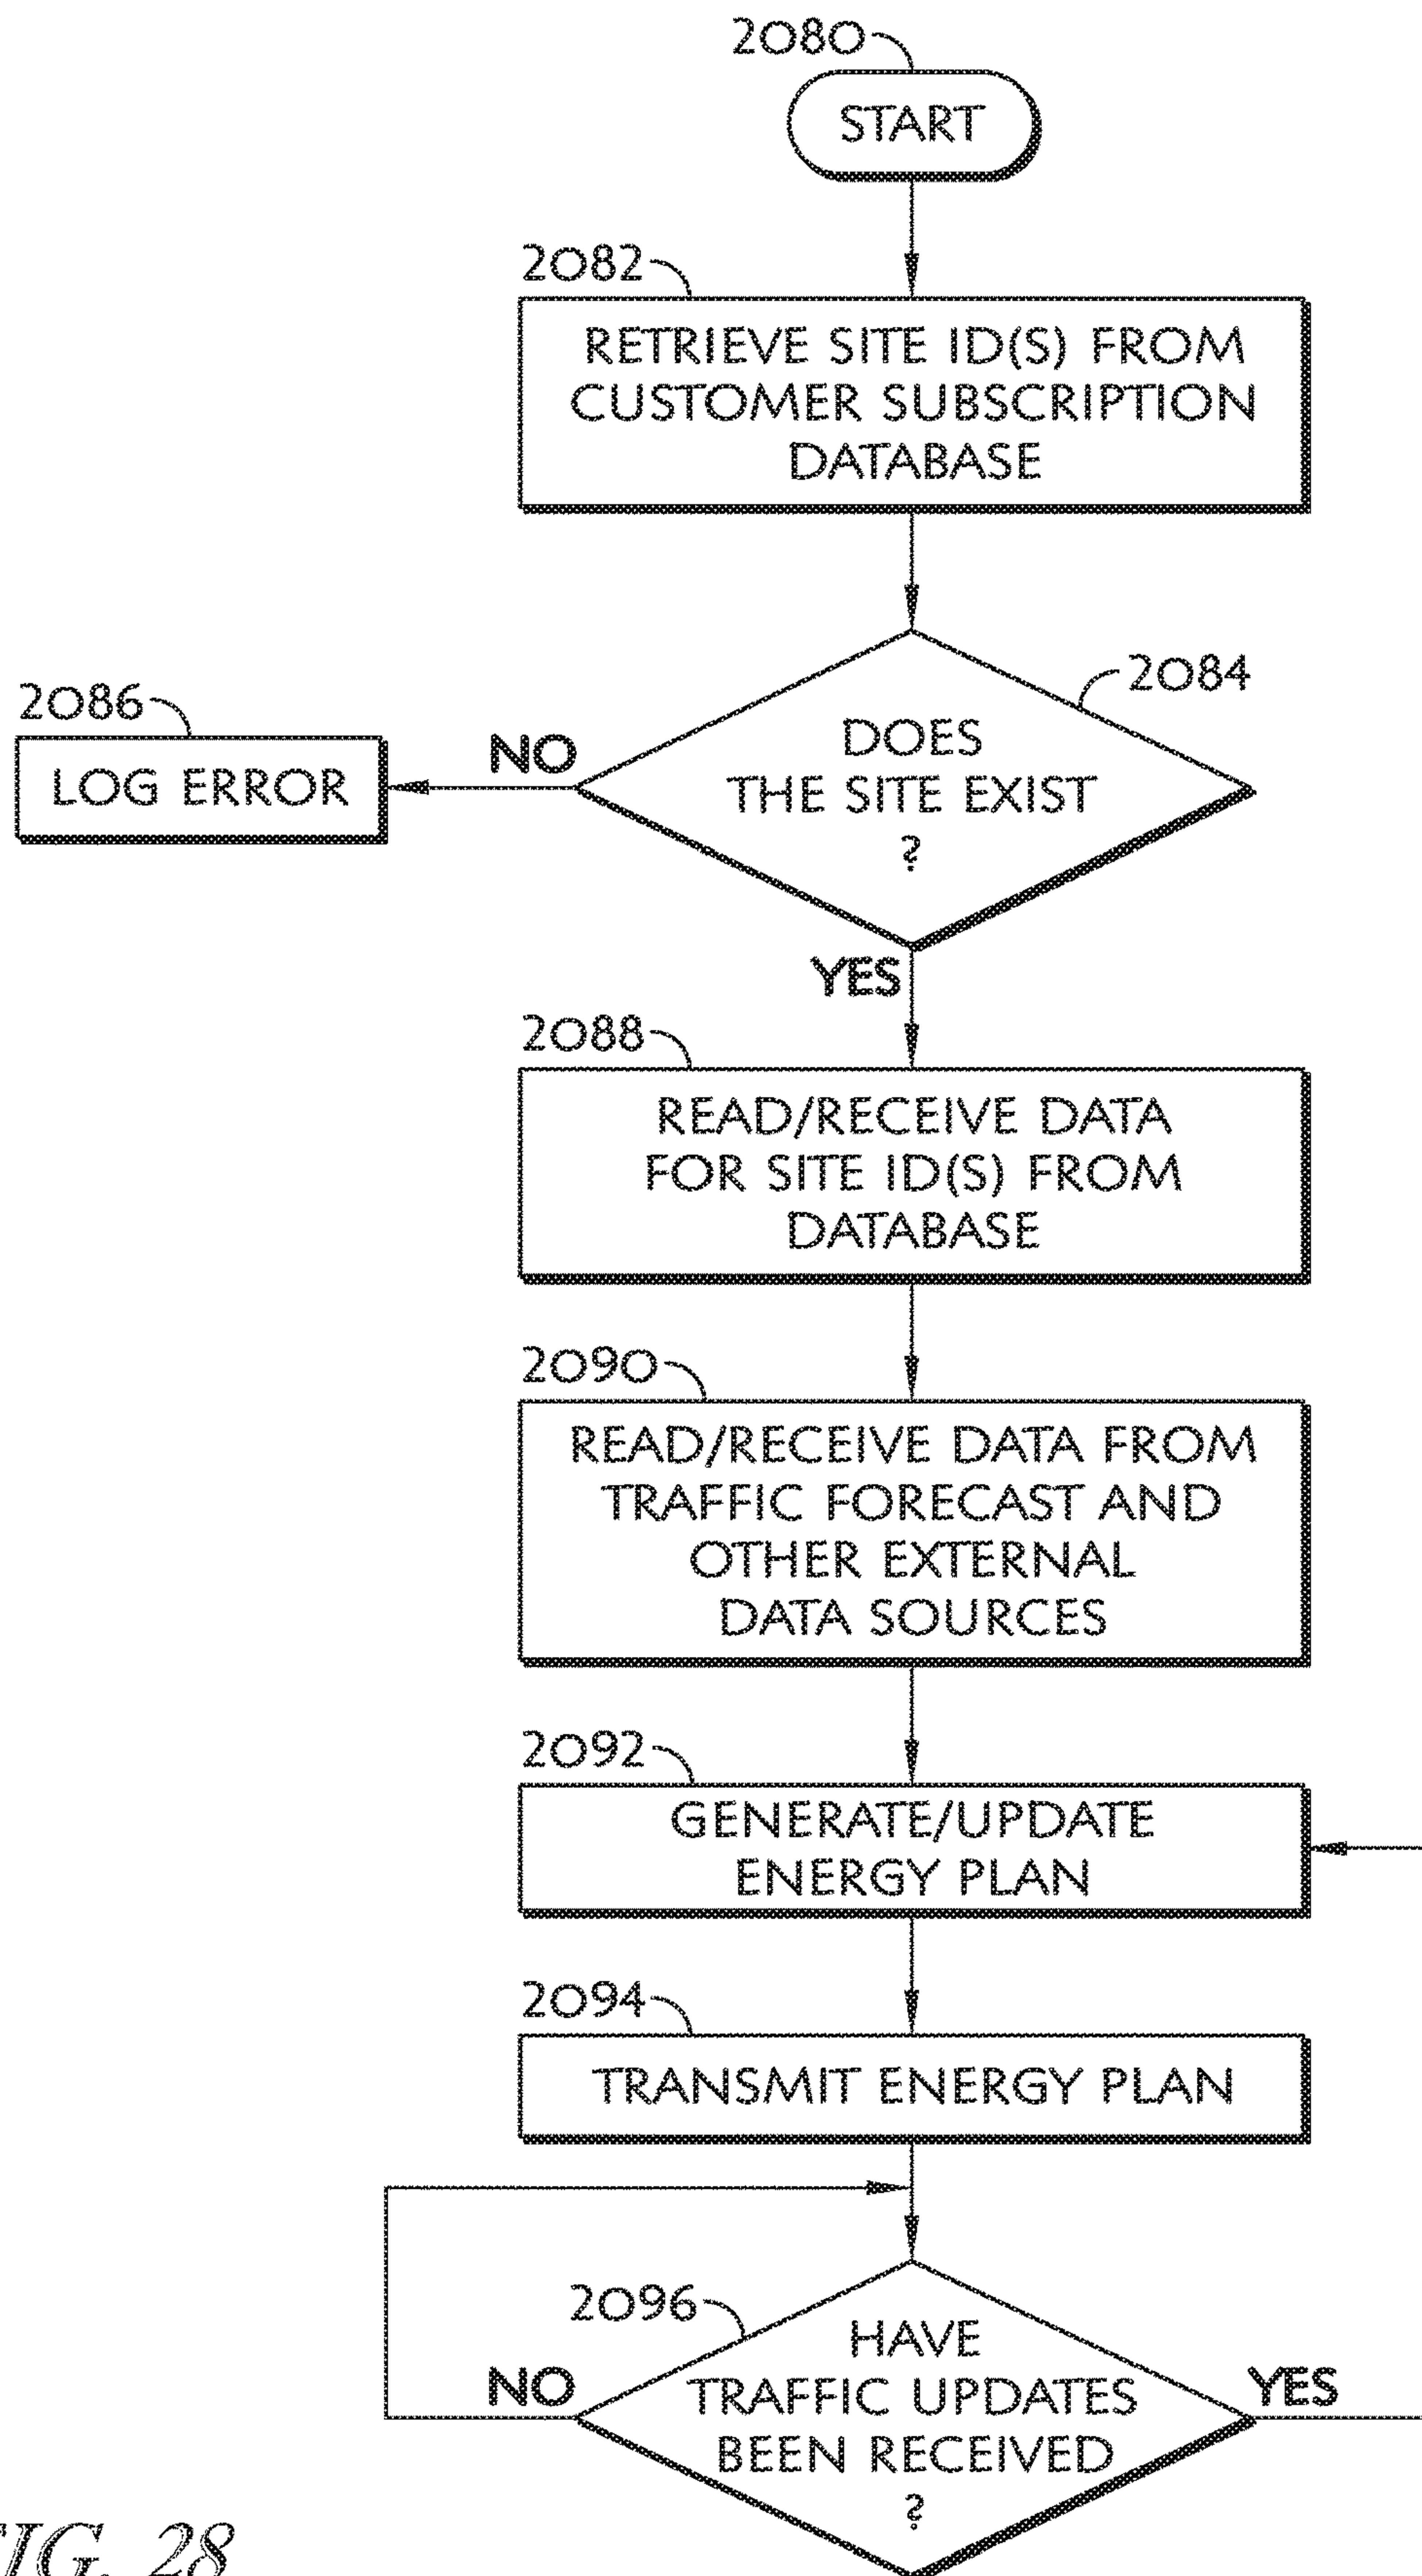 2080
START
2082
RETRIEVE SITE ID(S) FROM
CUSTOMER SUBSCRIPTION
DATABASE
2084
DOES
THE SITE EXIST
?
NO
2086
LOG ERROR
YES
2088
READ/RECEIVE DATA
FOR SITE ID(S) FROM
DATABASE
2090
READ/RECEIVE DATA FROM
TRAFFIC FORECAST AND
OTHER EXTERNAL
DATA SOURCES
2092
GENERATE/UPDATE
ENERGY PLAN
2094
TRANSMIT ENERGY PLAN
2096
HAVE
TRAFFIC UPDATES
BEEN RECEIVED
?
NO
YES
FIG. 28